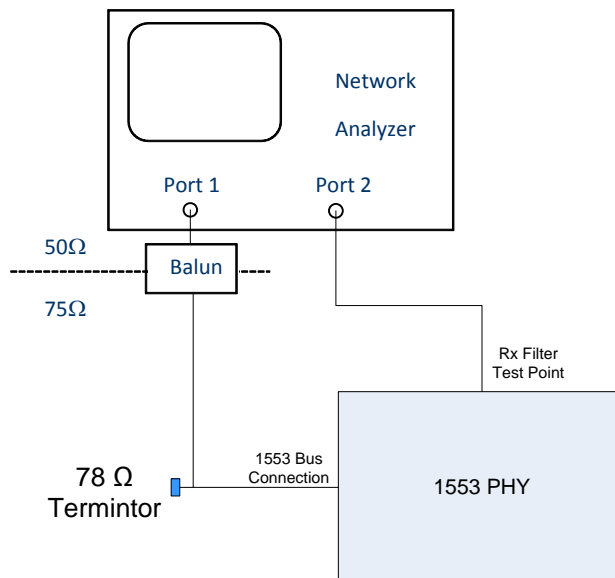 Network
Analyzer
Port 1
Port 2
50Ω
Balun
75Ω
Rx Filter
Test Point
1553 Bus
Connection
78 Ω
Termintor
1553 PHY